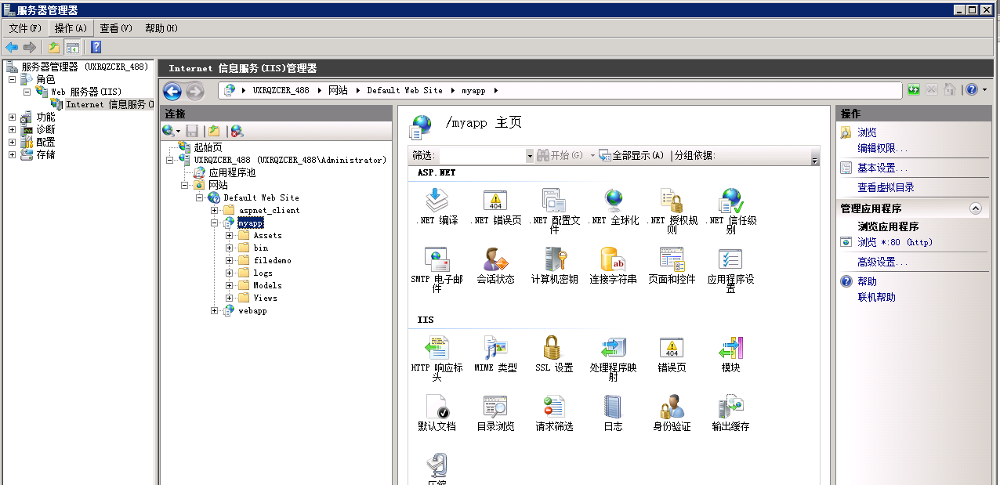 服务器管理器
文件(F) 操作(A) 查看(V) 帮助(H)
服务器管理器 (UXRQZCER_488)
角色
Web 服务器(IIS)
Internet 信息服务(I
功能
诊断
配置
存储
Internet 信息服务(IIS)管理器
UXRQZCER_488 网站 Default Web Site myapp
连接
起始页
UXRQZCER_488 (UXRQZCER_488\Administrator)
应用程序池
网站
Default Web Site
aspnet_client
myapp
Assets
bin
filedemo
logs
Models
Views
webapp
/myapp 主页
筛选: 开始(G) 全部显示(A) 分组依据:
ASP.NET
.NET 编译
.NET 错误页
.NET 配置文
件
.NET 全球化
.NET 授权规
则
.NET 信任级
别
SMTP 电子邮
件
会话状态
计算机密钥
连接字符串
页面和控件
应用程序设
置
IIS
HTTP 响应标
头
MIME 类型
SSL 设置
处理程序映
射
错误页
模块
默认文档
目录浏览
请求筛选
日志
身份验证
输出缓存
压缩
操作
浏览
编辑权限...
基本设置...
查看虚拟目录
管理应用程序
浏览应用程序
浏览 *:80 (http)
高级设置...
帮助
联机帮助